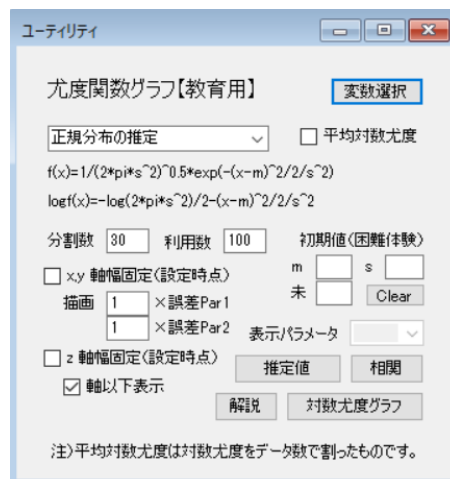 ユーティリティ
尤度関数グラフ【教育用】 変数選択
正規分布の推定 平均対数尤度
f(x)=1/(2*pi*s^2)^0.5*exp(-(x-m)^2/2/s^2)
logf(x)=-log(2*pi*s^2)/2-(x-m)^2/2/s^2
分割数 30 利用数 100 初期値(困難体験)
x,y 軸幅固定(設定時点) m s
描画 1 ×誤差Par1 未 Clear
1 ×誤差Par2 表示パラメータ
z 軸幅固定(設定時点) 推定値 相関
軸以下表示
解説 対数尤度グラフ
注)平均対数尤度は対数尤度をデータ数で割ったものです。